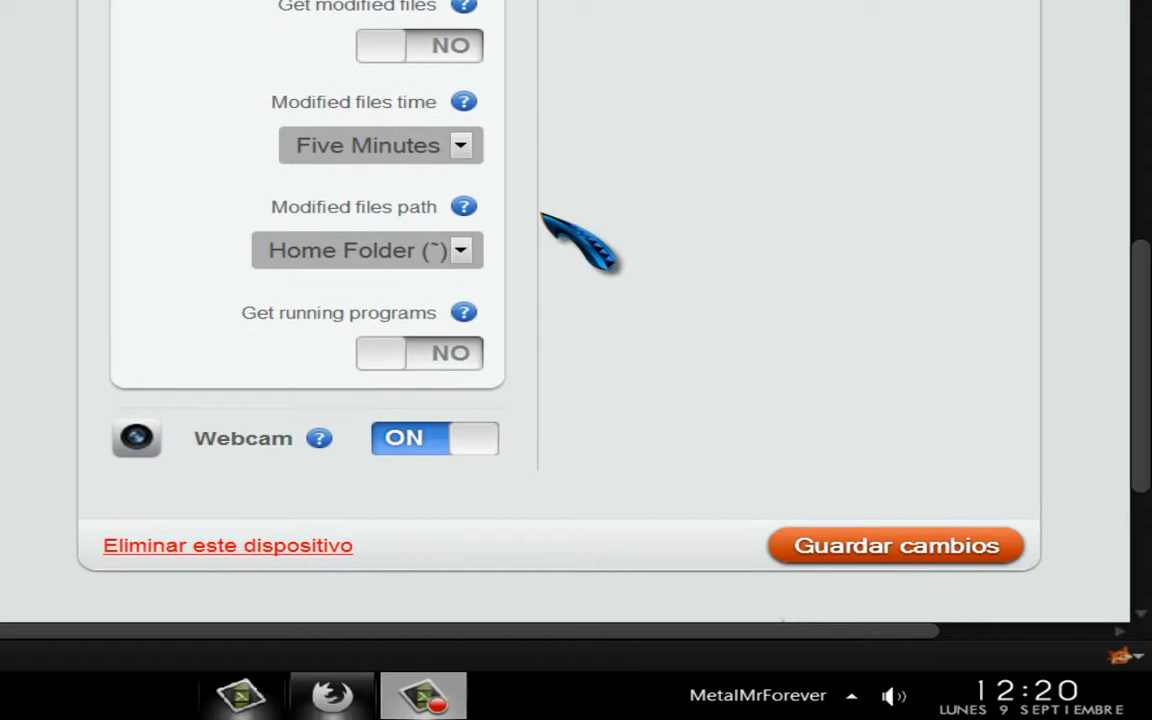 Get modified files ?
NO
Modified files time ?
Five Minutes
Modified files path ?
Home Folder (~)
Get running programs ?
NO
Webcam ? ON
Eliminar este dispositivo
Guardar cambios
MetalMrForever
12:20
LUNES 9 SEPTIEMBRE